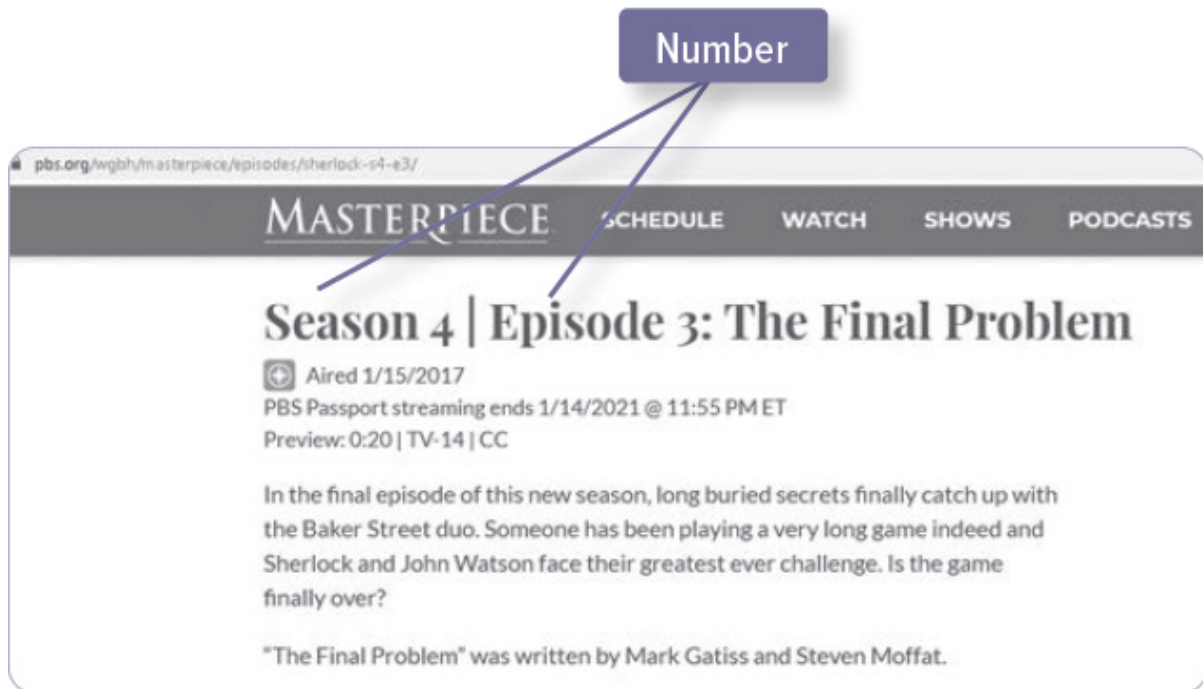 Number
pbs.org/wgbh/masterpiece/episodes/sherlock-s4-e3/
MASTERPIECE SCHEDULE WATCH SHOWS PODCASTS
Season 4 | Episode 3: The Final Problem
Aired 1/15/2017
PBS Passport streaming ends 1/14/2021 @ 11:55 PM ET
Preview: 0:20 | TV-14 | CC
In the final episode of this new season, long buried secrets finally catch up with
the Baker Street duo. Someone has been playing a very long game indeed and
Sherlock and John Watson face their greatest ever challenge. Is the game
finally over?
“The Final Problem” was written by Mark Gatiss and Steven Moffat.